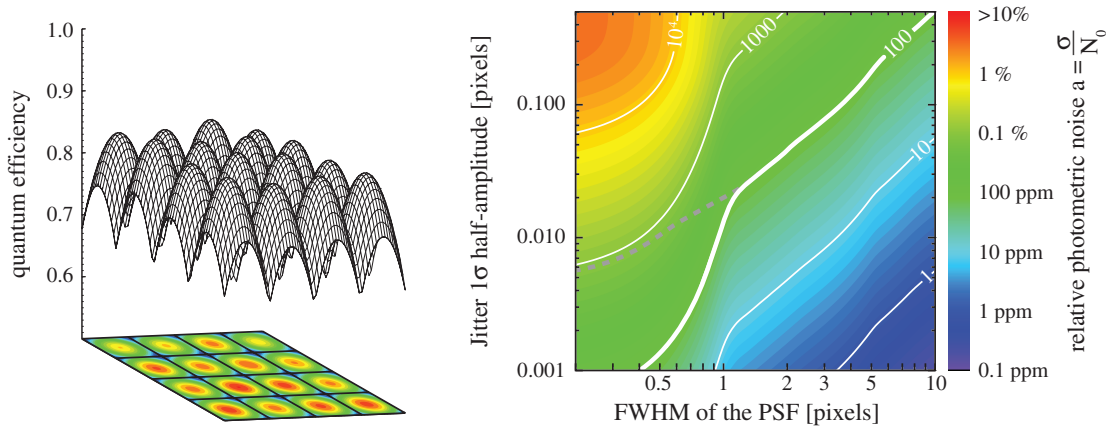 quantum efficiency
1.0
0.9
0.8
0.7
0.6
0.5
Jitter 1σ half-amplitude [pixels]
0.100
0.010
0.001
10⁴
1000
100
10
1
0.5
1
2
3
5
10
FWHM of the PSF [pixels]
>10%
1 %
0.1 %
100 ppm
10 ppm
1 ppm
0.1 ppm
relative photometric noise a = σ/N₀